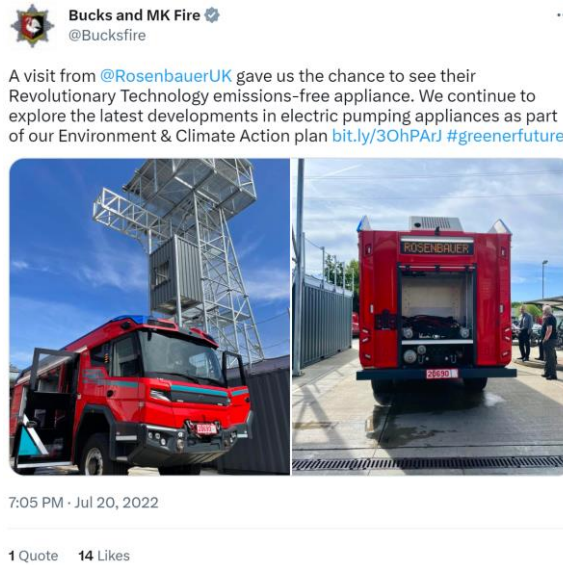 Bucks and MK Fire
@Bucksfire
A visit from @RosenbauerUK gave us the chance to see their
Revolutionary Technology emissions-free appliance. We continue to
explore the latest developments in electric pumping appliances as part
of our Environment & Climate Action plan bit.ly/3OhPArJ #greenerfuture
ROSENBAUER
7:05 PM · Jul 20, 2022
1 Quote 14 Likes